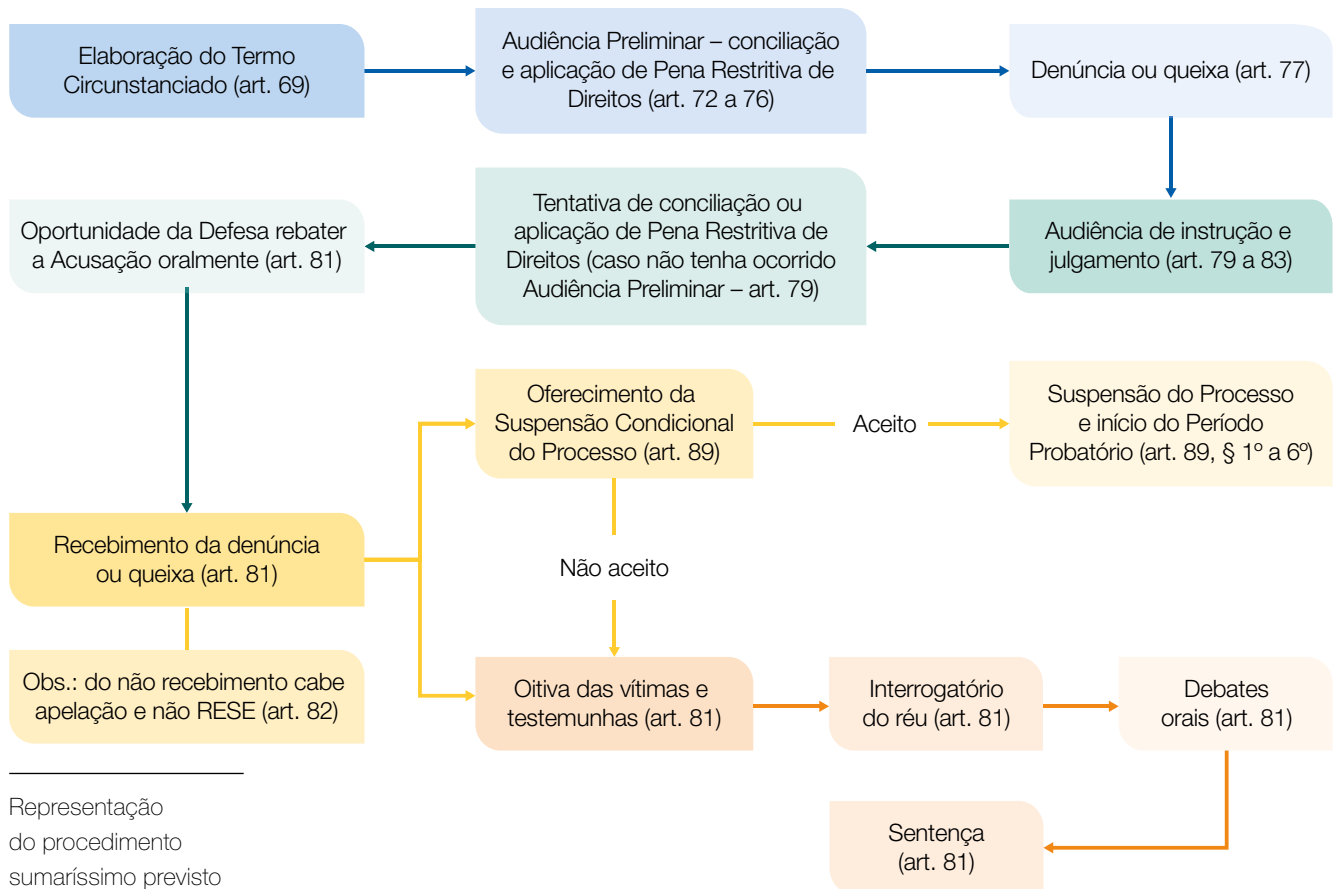 Elaboração do Termo
Circunstanciado (art. 69)
Audiência Preliminar – conciliação
e aplicação de Pena Restritiva de
Direitos (art. 72 a 76)
Denúncia ou queixa (art. 77)
Oportunidade da Defesa rebater
a Acusação oralmente (art. 81)
Tentativa de conciliação ou
aplicação de Pena Restritiva de
Direitos (caso não tenha ocorrido
Audiência Preliminar – art. 79)
Audiência de instrução e
julgamento (art. 79 a 83)
Oferecimento da
Suspensão Condicional
do Processo (art. 89)
Aceito
Suspensão do Processo
e início do Período
Probatório (art. 89, § 1º a 6º)
Recebimento da denúncia
ou queixa (art. 81)
Não aceito
Obs.: do não recebimento cabe
apelação e não RESE (art. 82)
Oitiva das vítimas e
testemunhas (art. 81)
Interrogatório
do réu (art. 81)
Debates
orais (art. 81)
Sentença
(art. 81)
Representação
do procedimento
sumaríssimo previsto